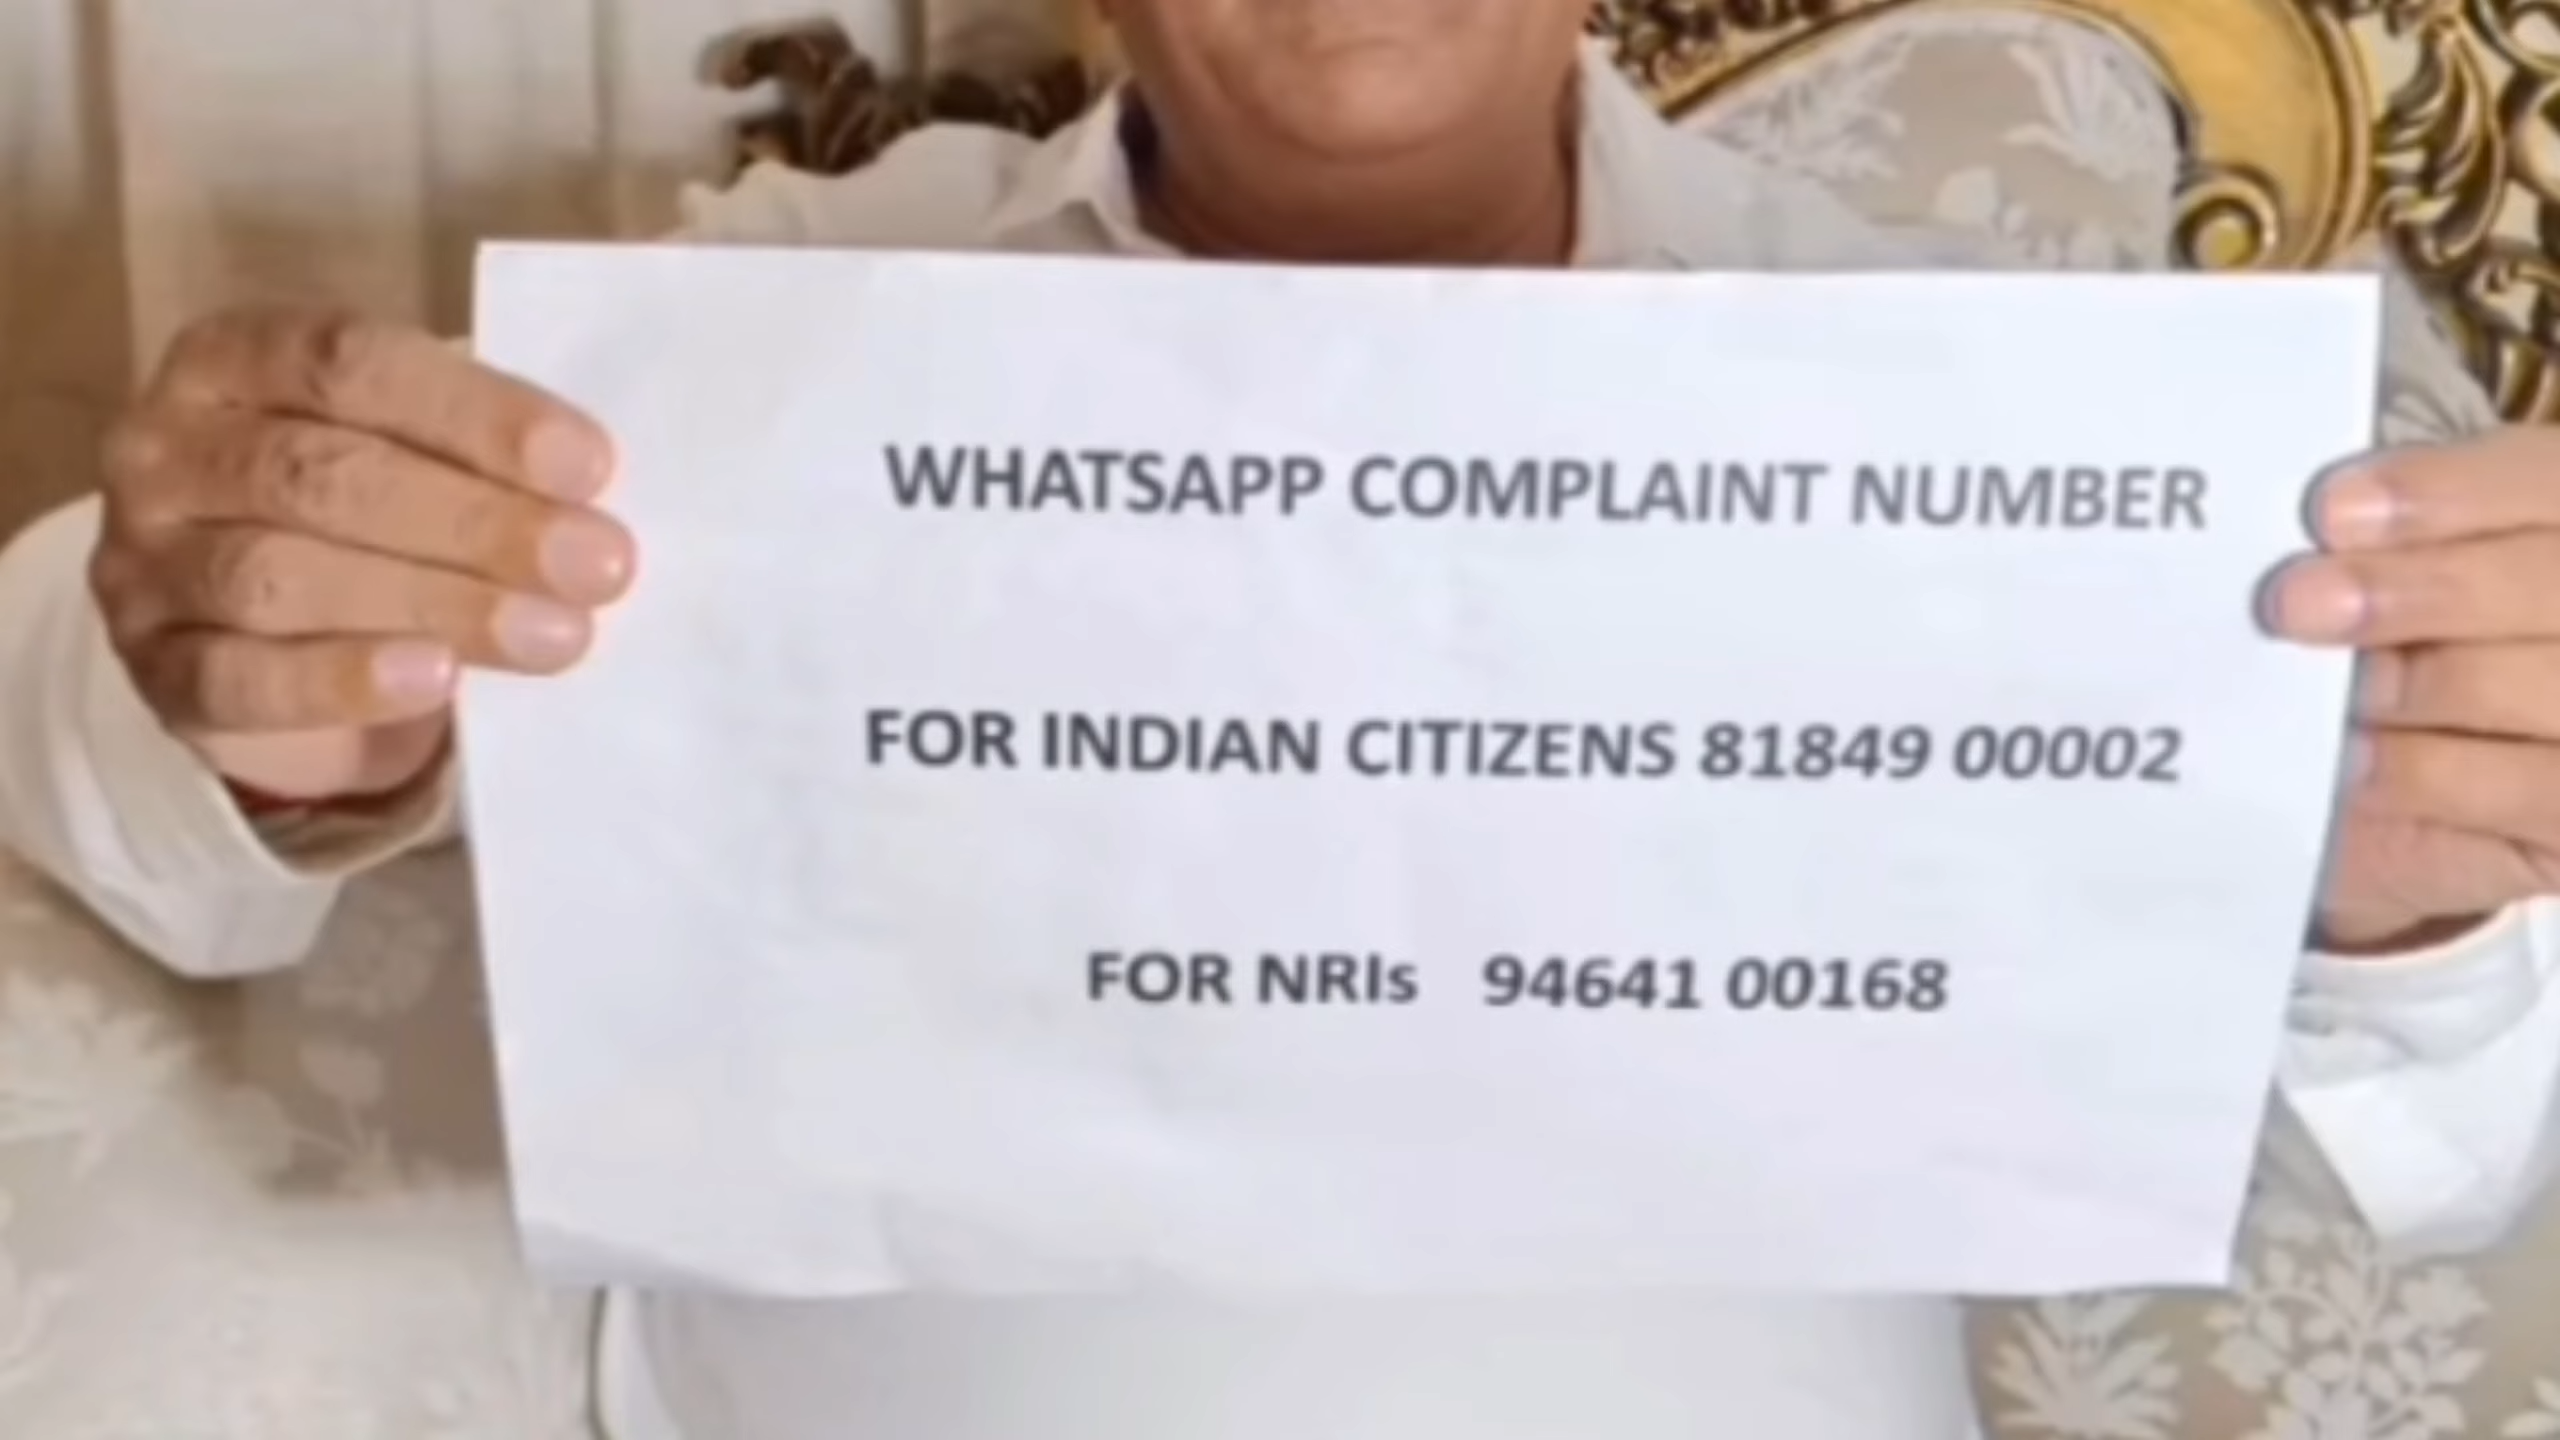 WHATSAPP COMPLAINT NUMBER
FOR INDIAN CITIZENS 81849 00002
FOR NRIs 94641 00168